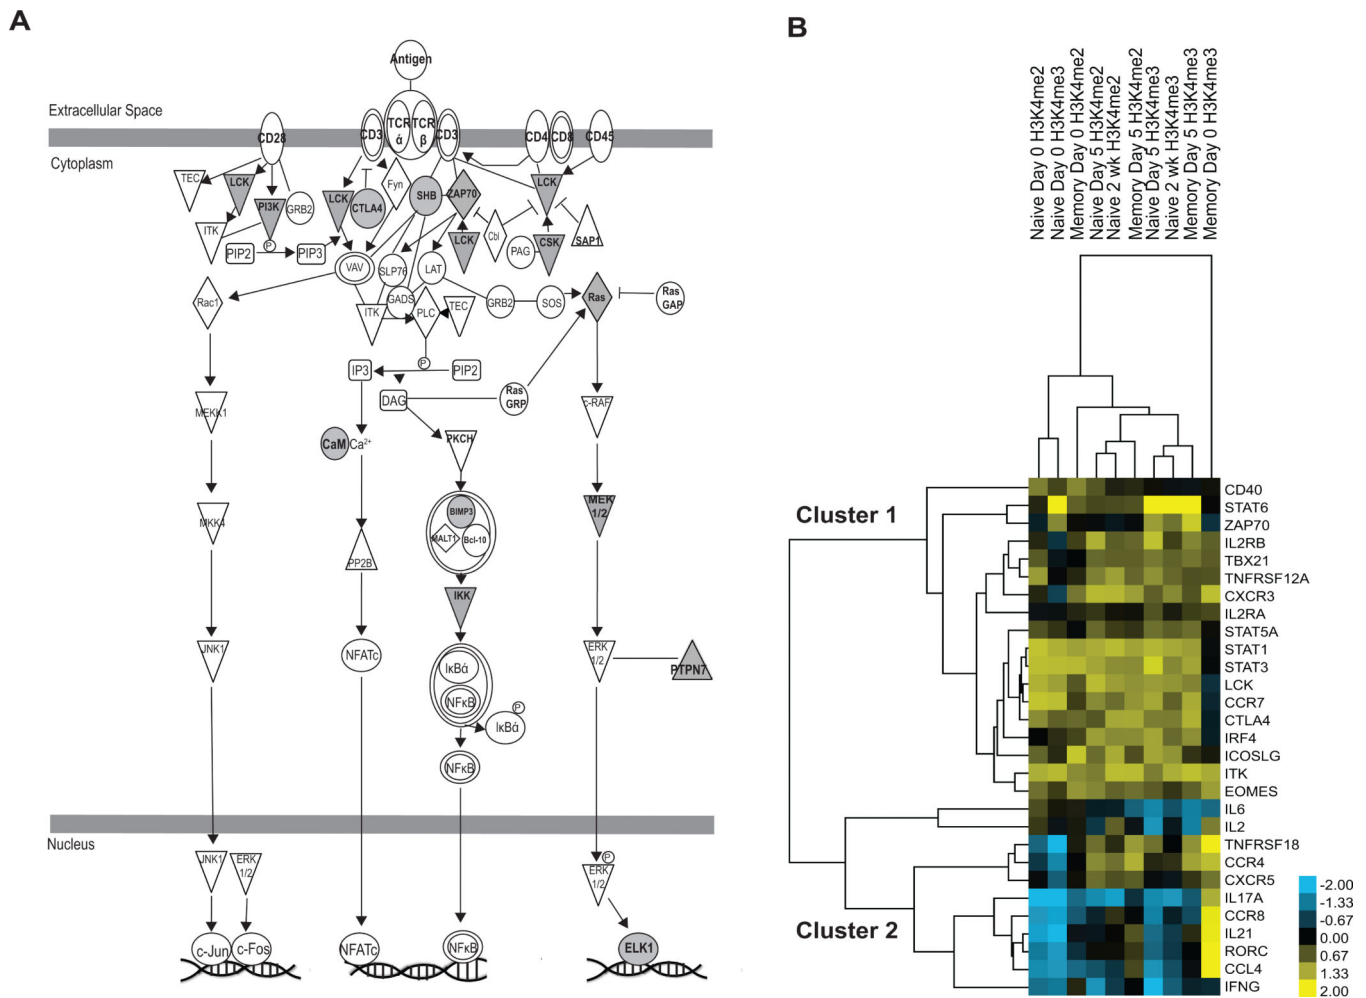 A
Antigen
Extracellular Space
CD28
CD3
TCR
ά
TCR
β
CD3
CD4
CD8
CD45
Cytoplasm
TEC
LCK
PI3K
GRB2
ITK
P
PIP2
PIP3
LCK
CTLA4
Fyn
SHB
ZAP70
LCK
Cbl
LCK
PAG
CSK
SAP1
VAV
SLP76
LAT
GADS
ITK
PLC
TEC
GRB2
SOS
Ras
Ras
GAP
Rac1
P
IP3
PIP2
DAG
Ras
GRP
c-RAF
MEKK1
CaM
Ca2+
PKCH
BIMP3
MALT1
Bcl-10
MEK
1/2
MKK4
PP2B
IKK
JNK1
NFATc
IκBά
NFκB
P
IκBά
ERK
1/2
PTPN7
NFκB
Nucleus
JNK1
ERK
1/2
P
ERK
1/2
c-Jun
c-Fos
NFATc
NFκB
ELK1
B
Naive Day 0 H3K4me2
Naive Day 0 H3K4me3
Memory Day 0 H3K4me2
Naive Day 5 H3K4me2
Naive 2 wk H3K4me2
Memory Day 5 H3K4me2
Naive Day 5 H3K4me3
Naive 2 wk H3K4me3
Memory Day 5 H3K4me3
Memory Day 0 H3K4me3
Cluster 1
Cluster 2
CD40
STAT6
ZAP70
IL2RB
TBX21
TNFRSF12A
CXCR3
IL2RA
STAT5A
STAT1
STAT3
LCK
CCR7
CTLA4
IRF4
ICOSLG
ITK
EOMES
IL6
IL2
TNFRSF18
CCR4
CXCR5
IL17A
CCR8
IL21
RORC
CCL4
IFNG
-2.00
-1.33
-0.67
0.00
0.67
1.33
2.00